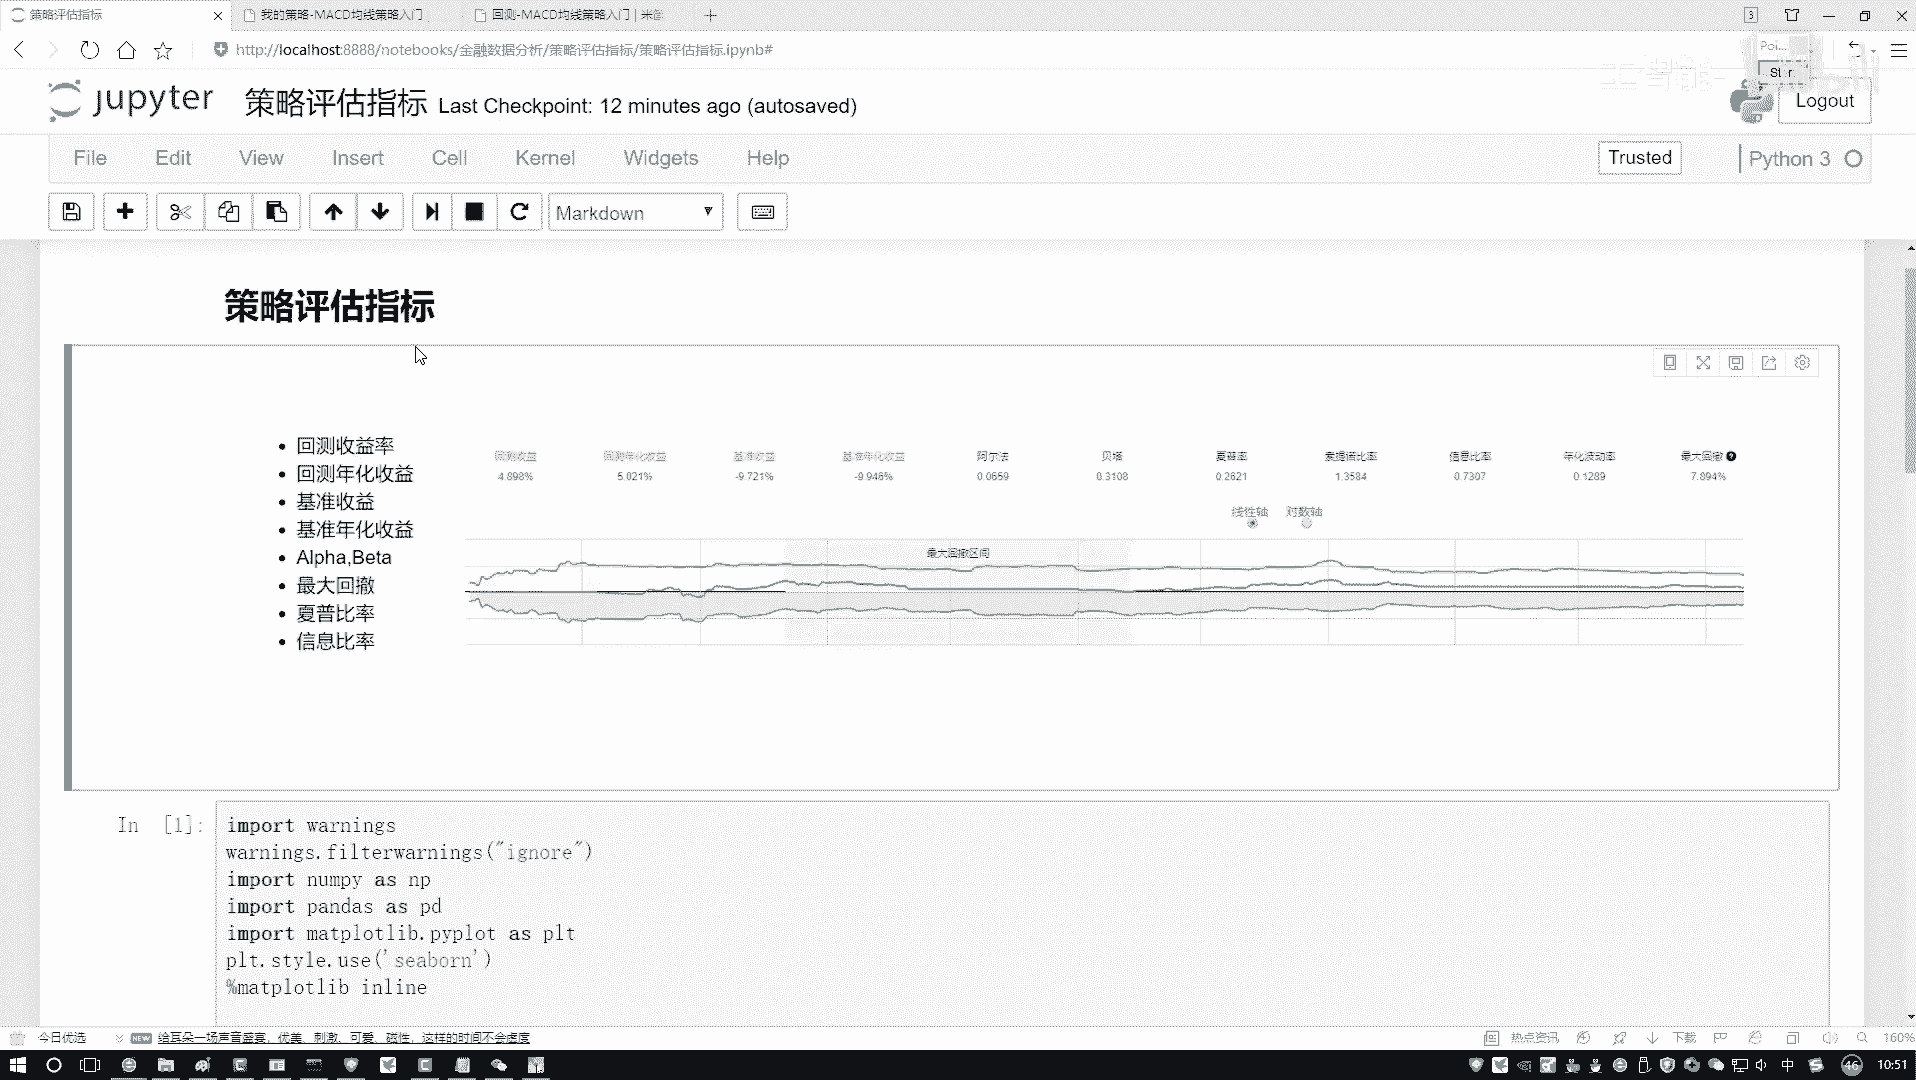 策略评估指标
我的策略-MACD均线策略入门
回测-MACD均线策略入门 | 米筐
3
http://localhost:8888/notebooks/金融数据分析/策略评估指标/策略评估指标.ipynb#
jupyter 策略评估指标 Last Checkpoint: 12 minutes ago (autosaved)
Logout
File Edit View Insert Cell Kernel Widgets Help
Trusted
Python 3
Markdown
策略评估指标
回测收益率
回测年化收益
基准收益
基准年化收益
Alpha,Beta
最大回撤
夏普比率
信息比率
回测收益 回测年化收益 基准收益 基准年化收益 阿尔法 贝塔 夏普率 索提诺比率 信息比率 年化波动率 最大回撤
4.898% 5.021% -9.721% -9.946% 0.0659 0.3108 0.2621 1.3584 0.7307 0.1289 7.894%
线性轴 对数轴
最大回撤区间
In [1]:
import warnings
warnings.filterwarnings("ignore")
import numpy as np
import pandas as pd
import matplotlib.pyplot as plt
plt.style.use('seaborn')
%matplotlib inline
今日优选
NEW
给耳朵一场声音盛宴，优美、刺激、可爱、磁性，这样的时间不会虚度
热点资讯
下载
160%
中
46
10:51